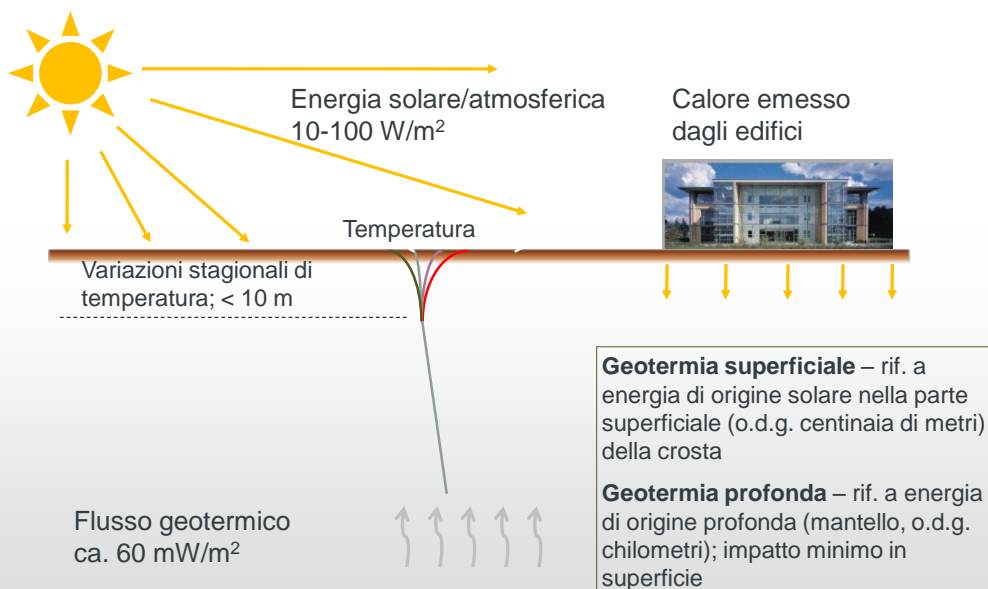 Energia solare/atmosferica
10-100 W/m²
Calore emesso
dagli edifici
Temperatura
Variazioni stagionali di
temperatura; < 10 m
Geotermia superficiale – rif. a
energia di origine solare nella parte
superficiale (o.d.g. centinaia di metri)
della crosta
Geotermia profonda – rif. a energia
di origine profonda (mantello, o.d.g.
chilometri); impatto minimo in
superficie
Flusso geotermico
ca. 60 mW/m²